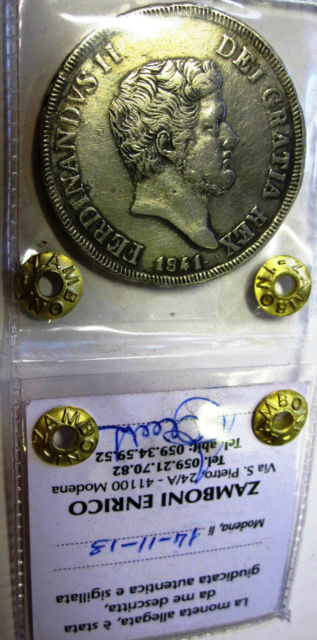 FERDINANDVS II DEI GRATIA REX
1841.
ZAMBONI
ZAMBONI
ZAMBONI
ZAMBO
La moneta allegata, è stata
da me descritta,
giudicata autentica e sigillata
Modena, li 14-11-13
ZAMBONI ENRICO
Via S. Pietro, 24/A - 41100 Modena
Tel. 059.21.70.82
Tel. abit. 059.34.59.52